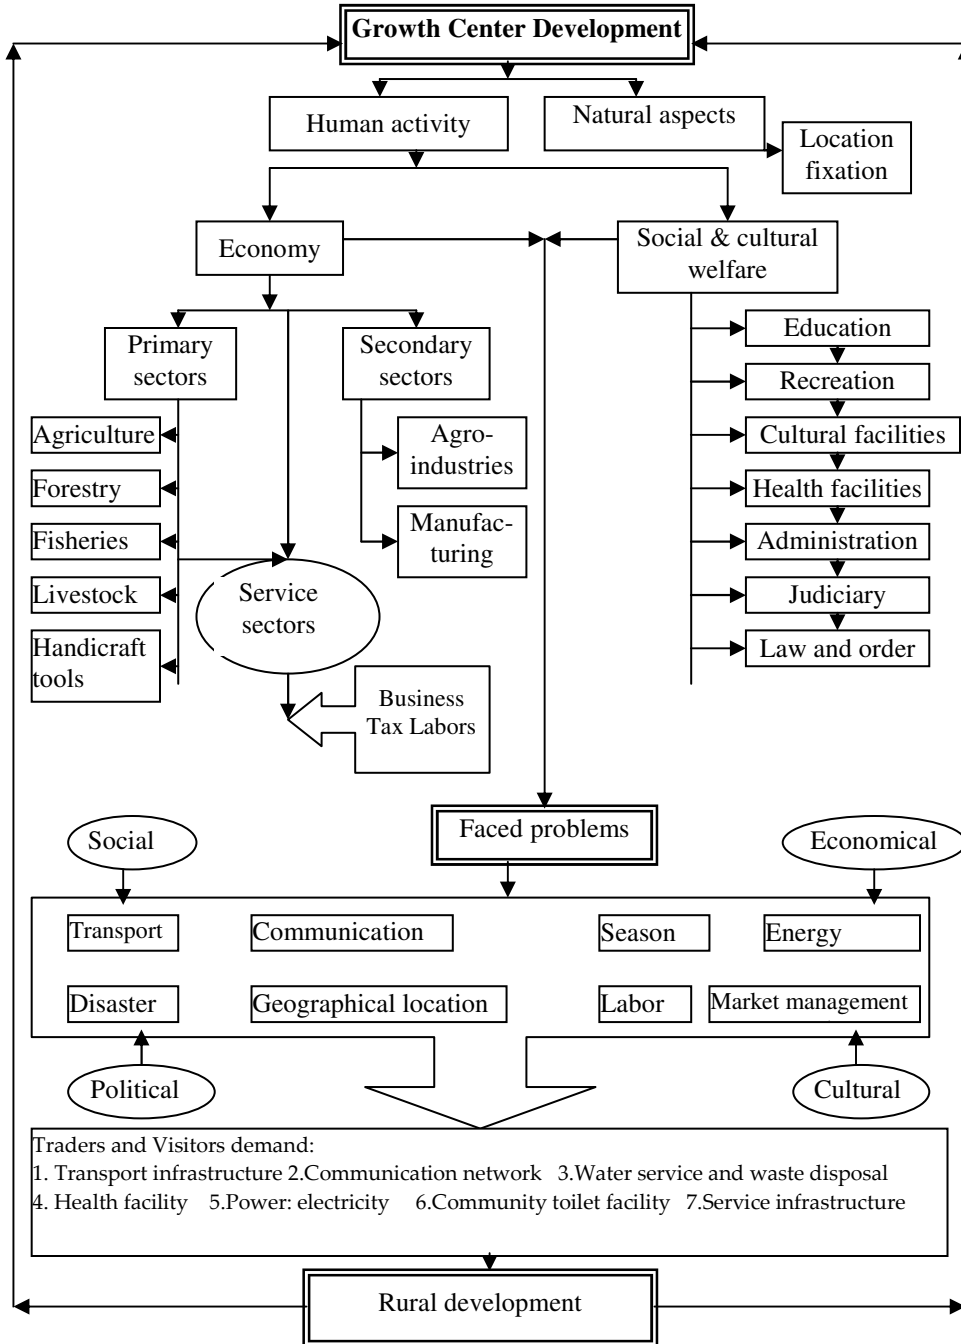 Growth Center Development
Human activity
Natural aspects
Location
fixation
Economy
Social & cultural
welfare
Primary
sectors
Secondary
sectors
Education
Recreation
Cultural facilities
Health facilities
Administration
Judiciary
Law and order
Agriculture
Forestry
Fisheries
Livestock
Handicraft
tools
Agro-
industries
Manufac-
turing
Service
sectors
Business
Tax Labors
Faced problems
Social
Economical
Transport
Communication
Season
Energy
Disaster
Geographical location
Labor
Market management
Political
Cultural
Traders and Visitors demand:
1. Transport infrastructure 2.Communication network 3.Water service and waste disposal
4. Health facility 5.Power: electricity 6.Community toilet facility 7.Service infrastructure
Rural development